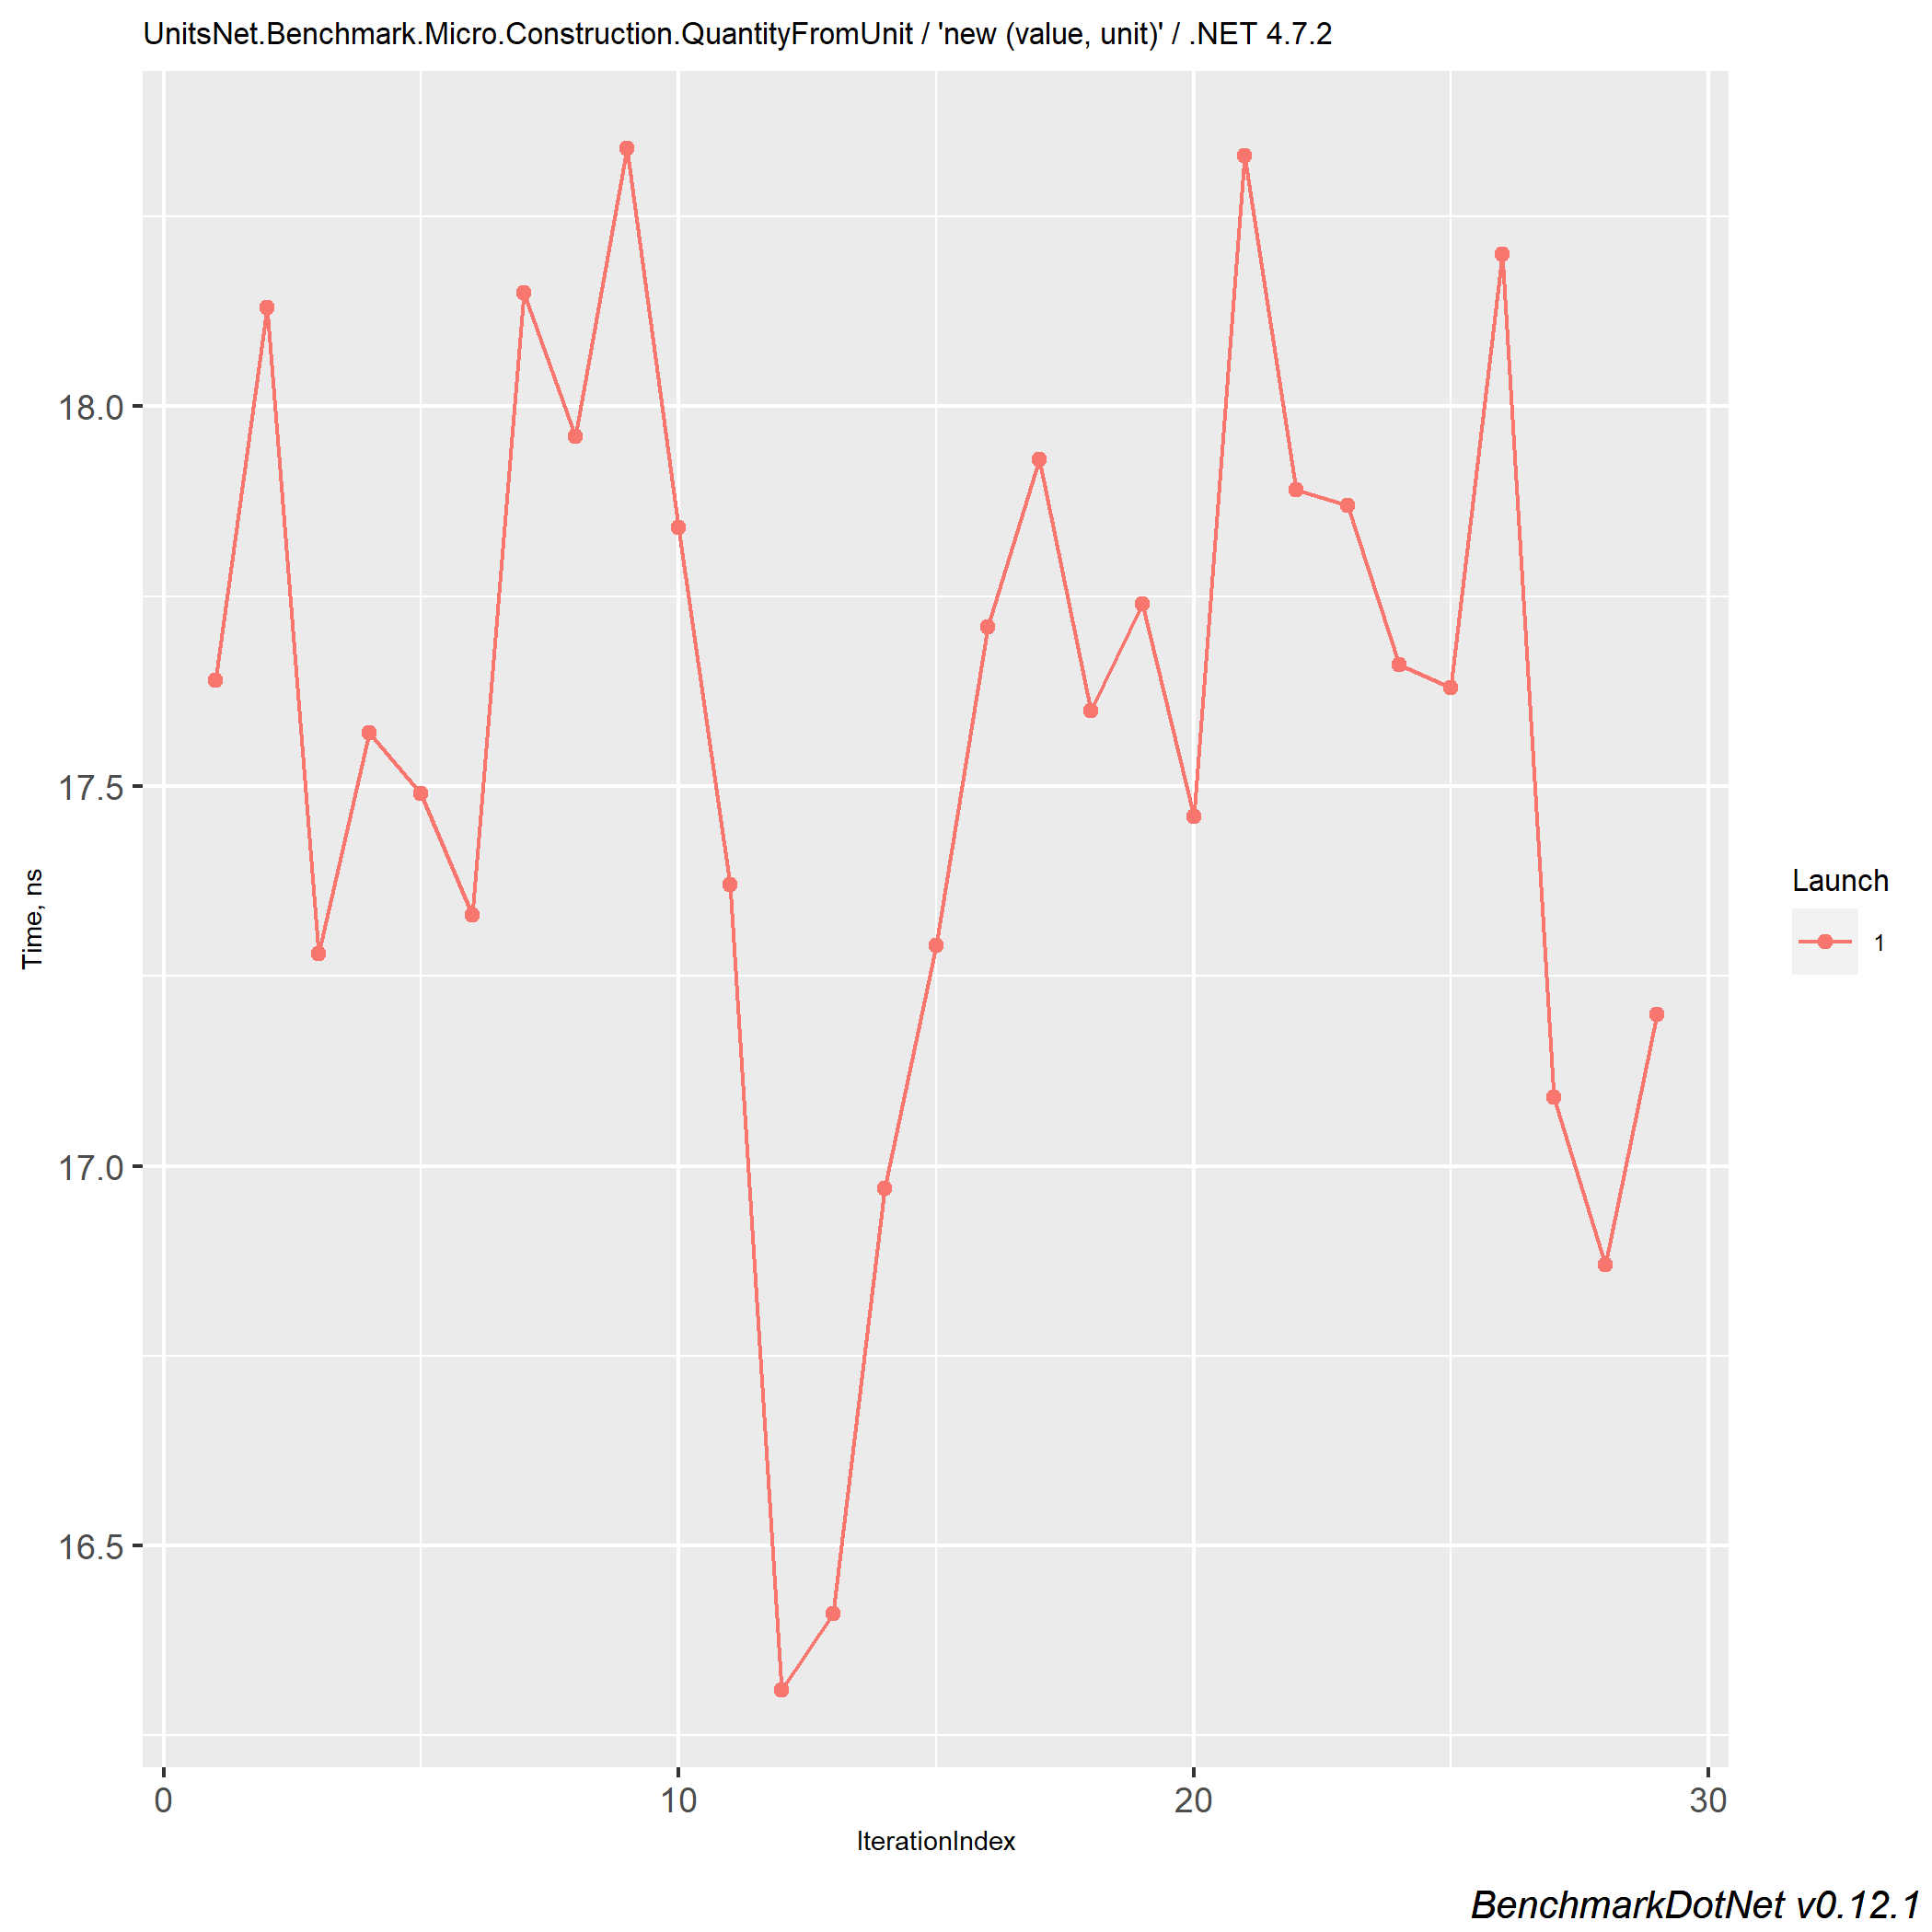 UnitsNet.Benchmark.Micro.Construction.QuantityFromUnit / 'new (value, unit)' / .NET 4.7.2
18.0
17.5
17.0
16.5
Time, ns
0 10 20 30
IterationIndex
Launch
1
BenchmarkDotNet v0.12.1